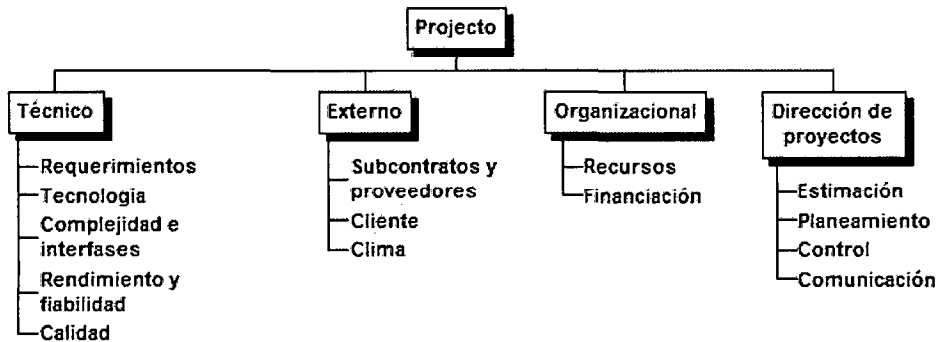 Projecto
Técnico
Requerimientos
Tecnologia
Complejidad e
interfases
Rendimiento y
fiabilidad
Calidad
Externo
Subcontratos y
proveedores
Cliente
Clima
Organizacional
Recursos
Financiación
Dirección de
proyectos
Estimación
Planeamiento
Control
Comunicación